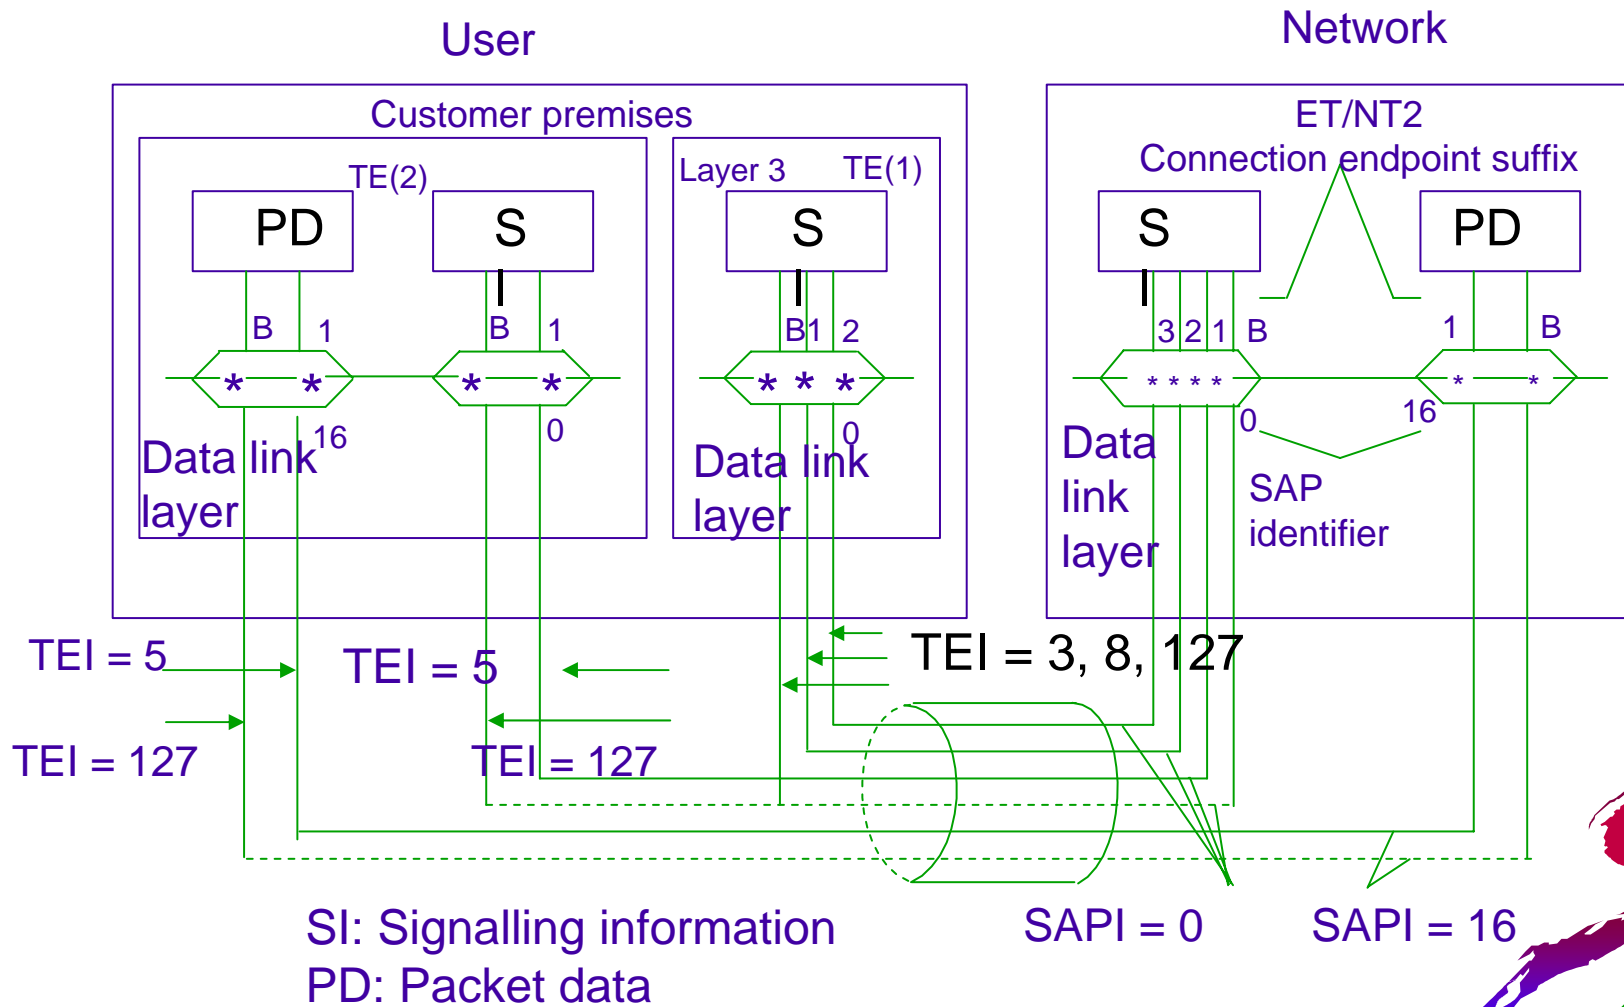 User
Network
Customer premises
ET/NT2
Connection endpoint suffix
TE(2)
Layer 3
TE(1)
PD
S
I
S
I
S
I
PD
B
1
B
1
B
1
2
3
2
1
B
1
B
*
*
*
*
*
*
*
*
*
*
*
*
*
16
0
0
0
16
Data link
layer
Data link
layer
Data
link
layer
SAP
identifier
TEI = 5
TEI = 5
TEI = 3, 8, 127
TEI = 127
TEI = 127
SI: Signalling information
PD: Packet data
SAPI = 0
SAPI = 16